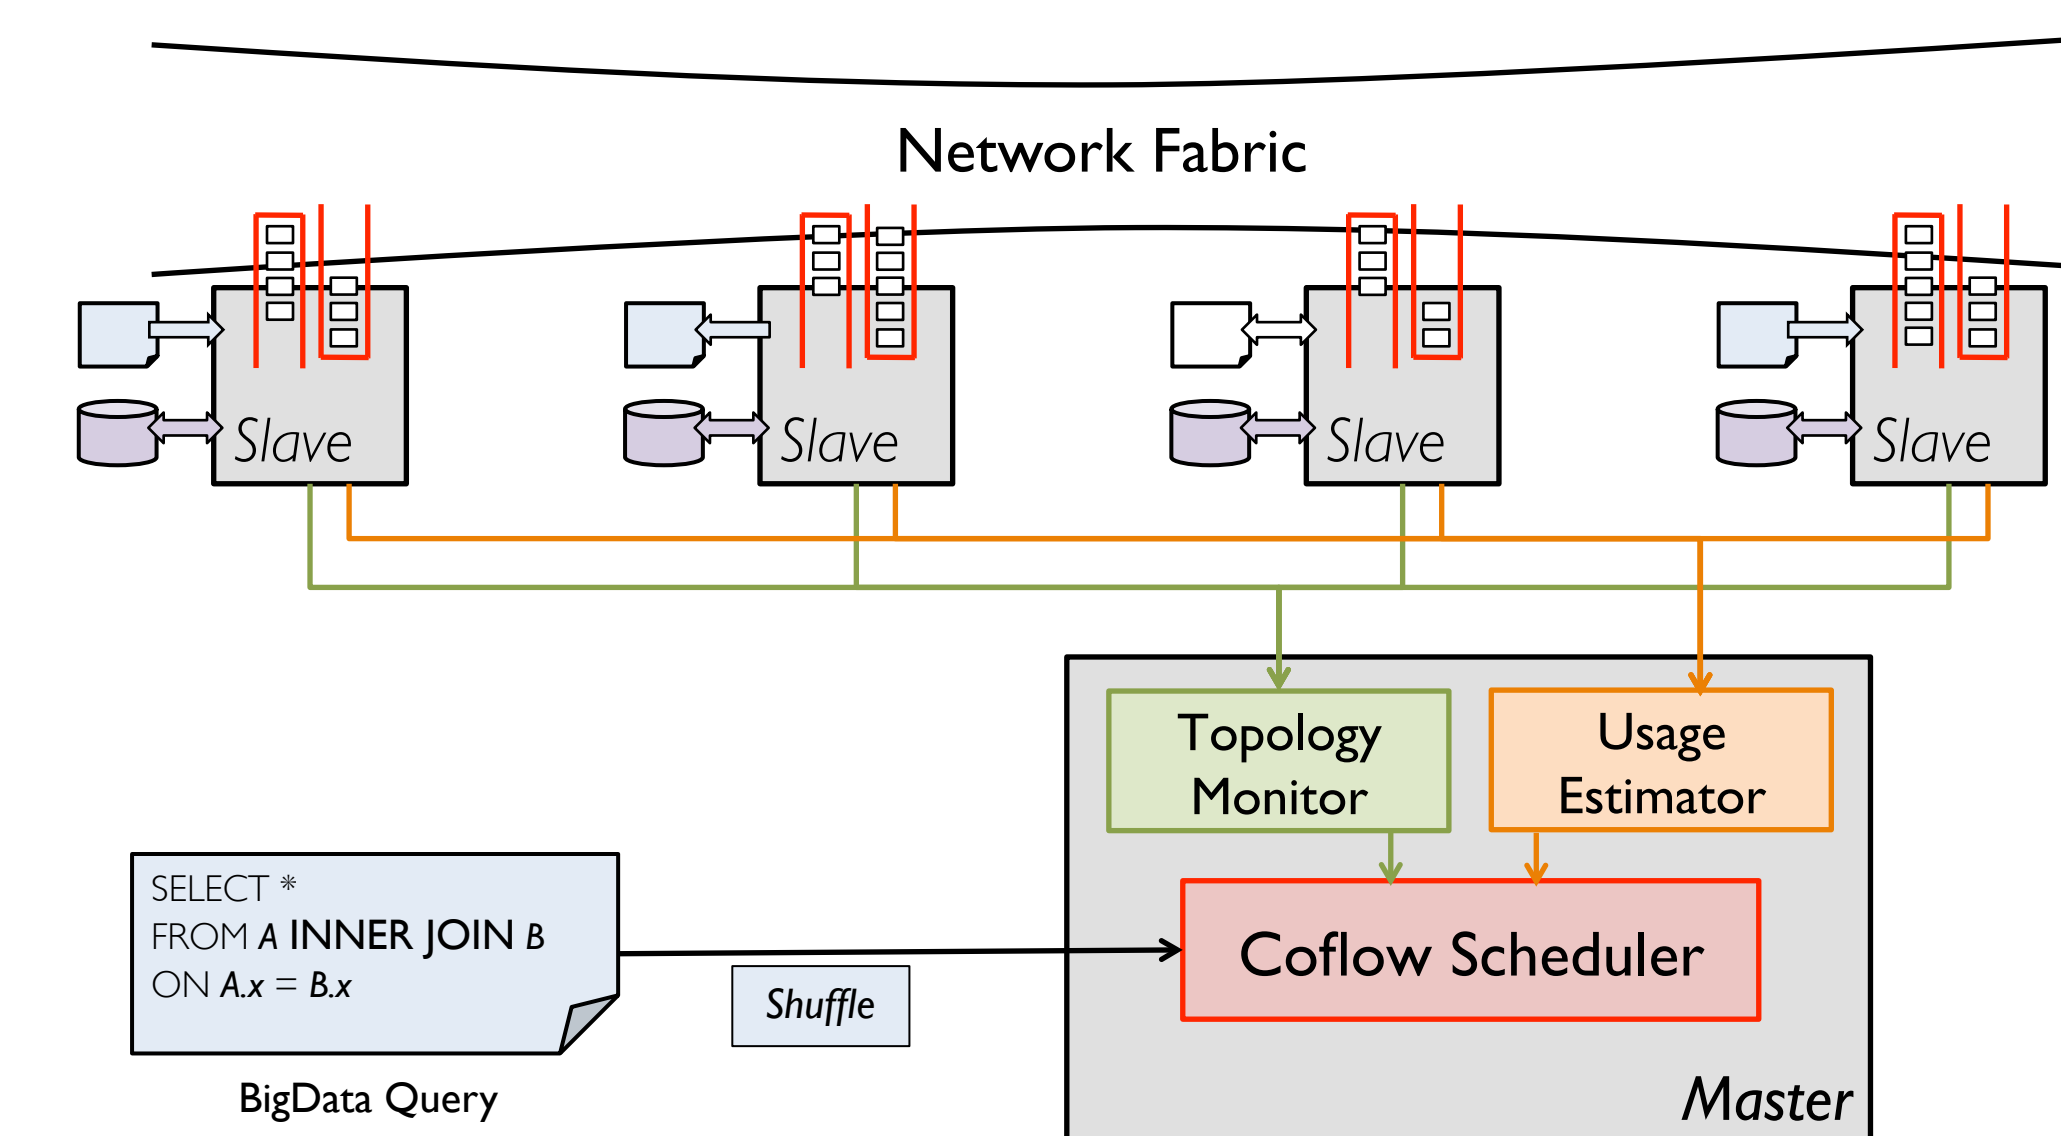 Network Fabric
Slave
Slave
Slave
Slave
Topology
Monitor
Usage
Estimator
SELECT *
FROM A INNER JOIN B
ON A.x = B.x
Shuffle
Coflow Scheduler
BigData Query
Master